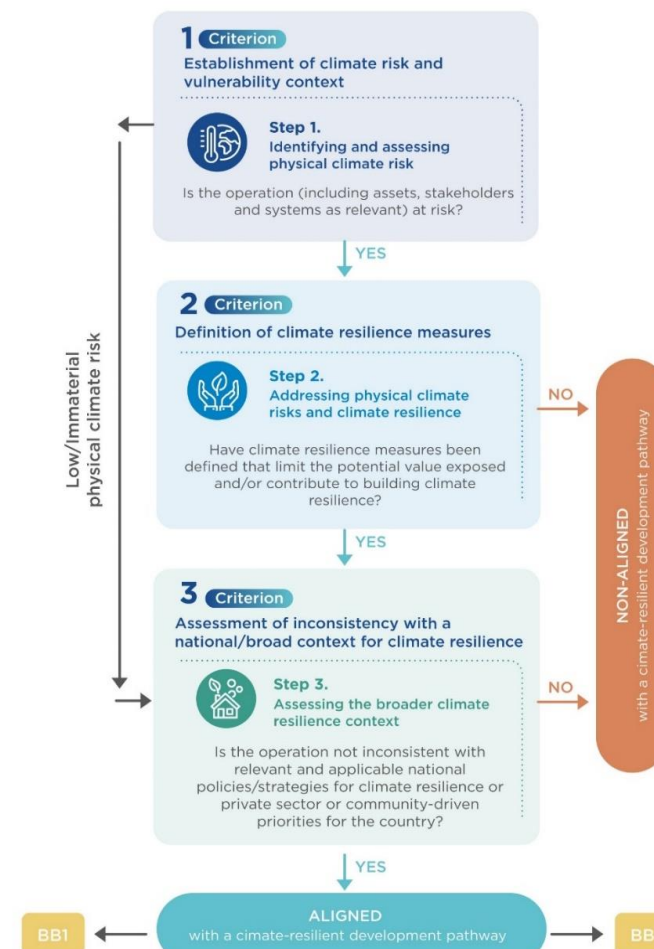 1 Criterion
Establishment of climate risk and
vulnerability context
Step 1.
Identifying and assessing
physical climate risk
Is the operation (including assets, stakeholders
and systems as relevant) at risk?
YES
Low/Immaterial
physical climate risk
2 Criterion
Definition of climate resilience measures
Step 2.
Addressing physical climate
risks and climate resilience
Have climate resilience measures been
defined that limit the potential value exposed
and/or contribute to building climate
resilience?
NO
YES
NON-ALIGNED
with a cimate-resilient development pathway
3 Criterion
Assessment of inconsistency with a
national/broad context for climate resilience
Step 3.
Assessing the broader climate
resilience context
Is the operation not inconsistent with
relevant and applicable national
policies/strategies for climate resilience or
private sector or community-driven
priorities for the country?
NO
YES
BB1
ALIGNED
with a cimate-resilient development pathway